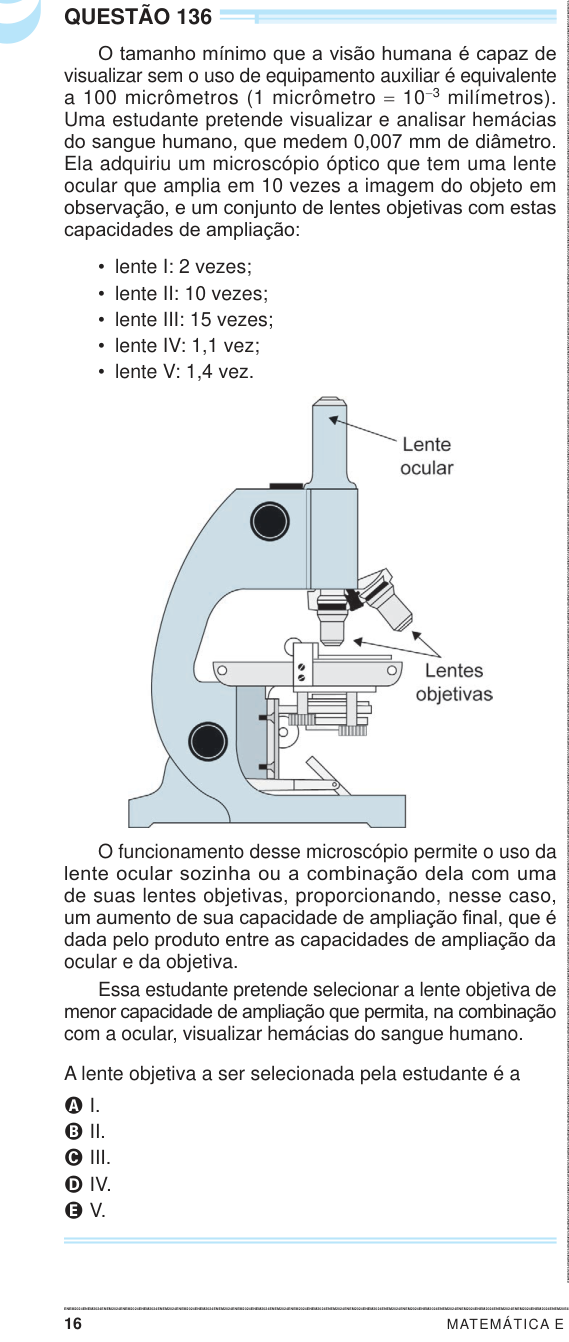 QUESTÃO 136
O tamanho mínimo que a visão humana é capaz de
visualizar sem o uso de equipamento auxiliar é equivalente
a 100 micrômetros (1 micrômetro = 10⁻³ milímetros).
Uma estudante pretende visualizar e analisar hemácias
do sangue humano, que medem 0,007 mm de diâmetro.
Ela adquiriu um microscópio óptico que tem uma lente
ocular que amplia em 10 vezes a imagem do objeto em
observação, e um conjunto de lentes objetivas com estas
capacidades de ampliação:
• lente I: 2 vezes;
• lente II: 10 vezes;
• lente III: 15 vezes;
• lente IV: 1,1 vez;
• lente V: 1,4 vez.
Lente
ocular
Lentes
objetivas
O funcionamento desse microscópio permite o uso da
lente ocular sozinha ou a combinação dela com uma
de suas lentes objetivas, proporcionando, nesse caso,
um aumento de sua capacidade de ampliação final, que é
dada pelo produto entre as capacidades de ampliação da
ocular e da objetiva.
Essa estudante pretende selecionar a lente objetiva de
menor capacidade de ampliação que permita, na combinação
com a ocular, visualizar hemácias do sangue humano.
A lente objetiva a ser selecionada pela estudante é a
A I.
B II.
C III.
D IV.
E V.
16
MATEMÁTICA E